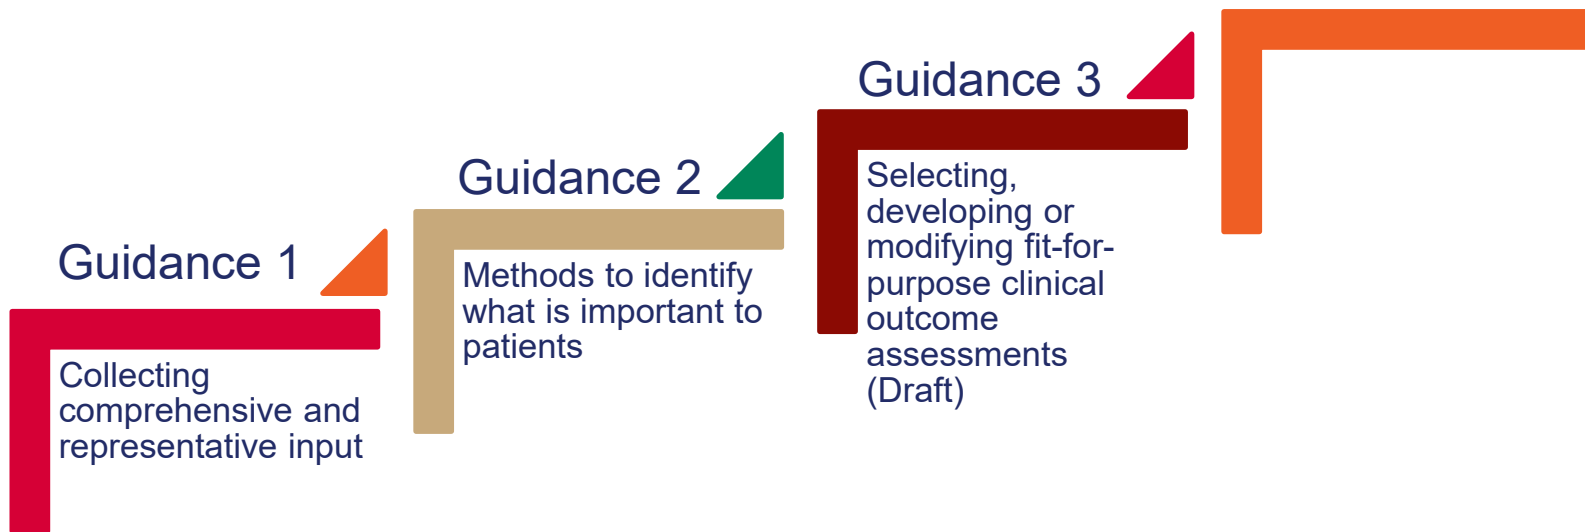 Guidance 1
Collecting
comprehensive and
representative input
Guidance 2
Methods to identify
what is important to
patients
Guidance 3
Selecting,
developing or
modifying fit-for-
purpose clinical
outcome
assessments
(Draft)